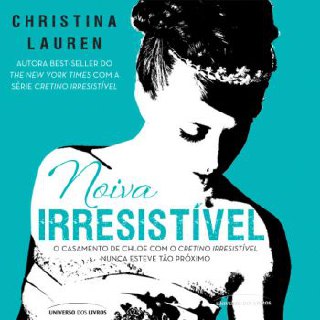 CHRISTINA
LAUREN
AUTORA BEST-SELLER DO
THE NEW YORK TIMES COM A
SÉRIE CRETINO IRRESISTÍVEL
Noiva
IRRESISTÍVEL
O CASAMENTO DE CHLOE COM O CRETINO IRRESISTÍVEL
NUNCA ESTEVE TÃO PRÓXIMO
UNIVERSO DOS LIVROS